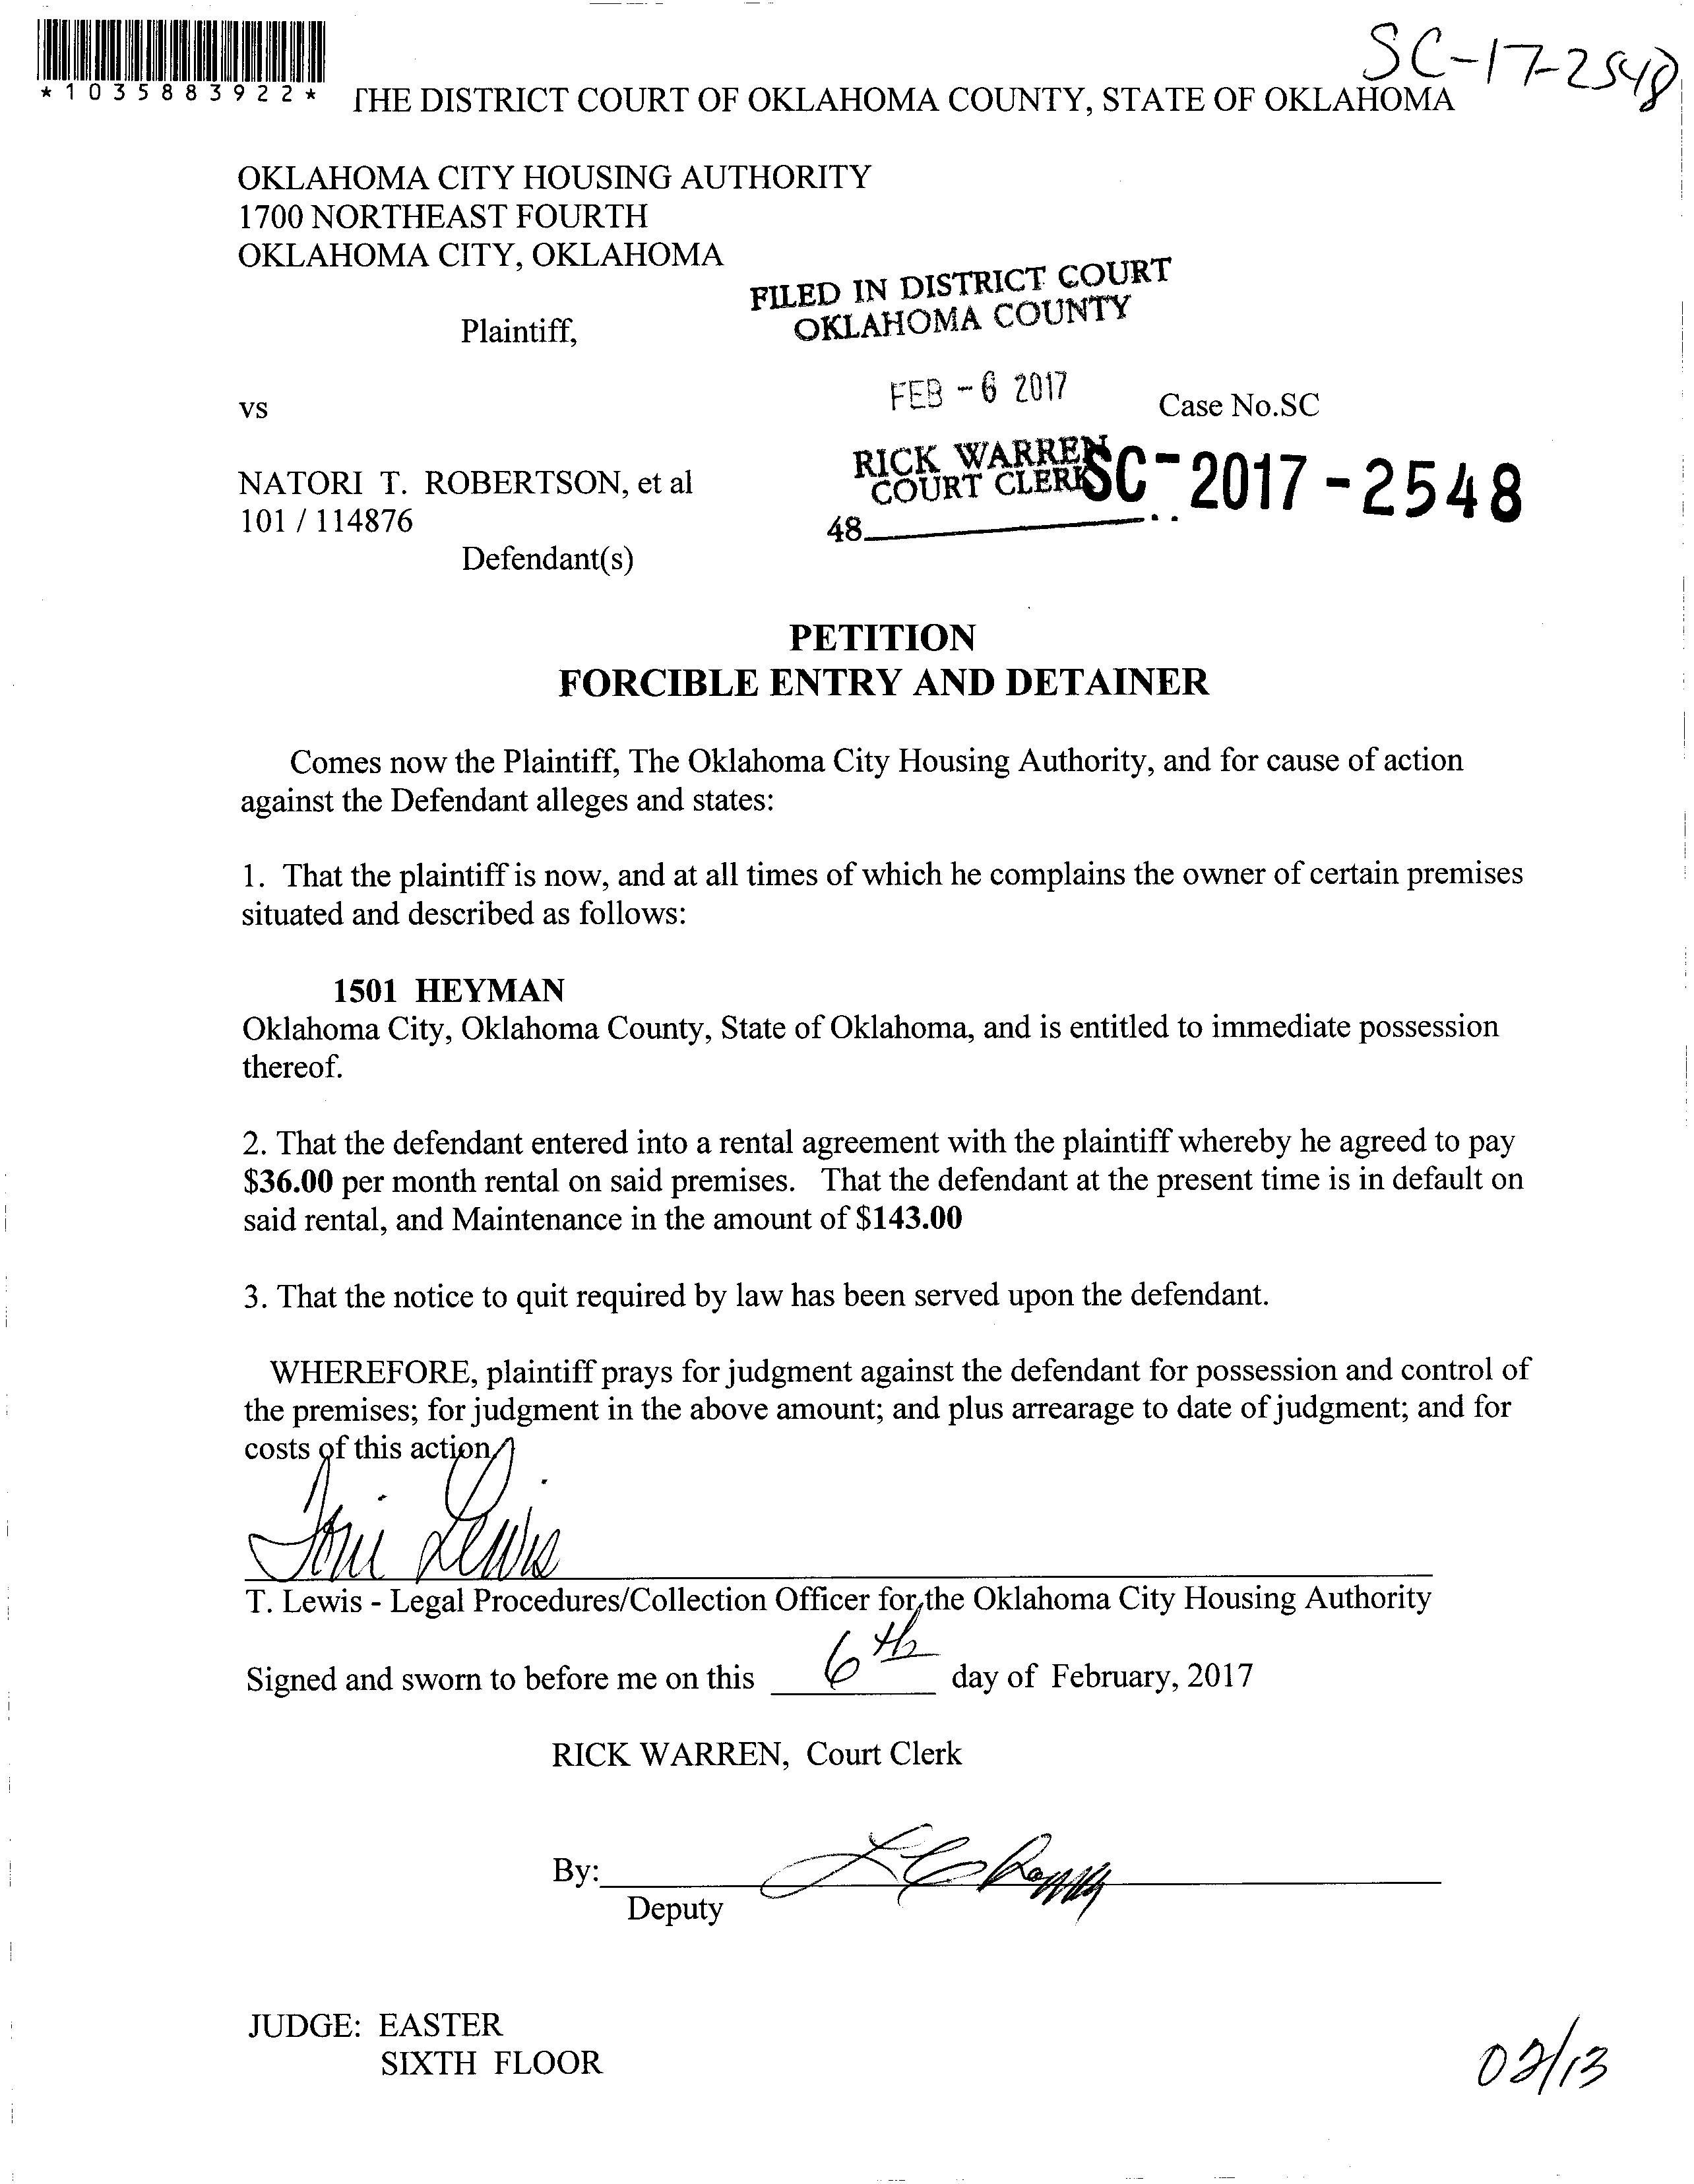 SC-17-2548
*1035883922*
THE DISTRICT COURT OF OKLAHOMA COUNTY, STATE OF OKLAHOMA
OKLAHOMA CITY HOUSING AUTHORITY
1700 NORTHEAST FOURTH
OKLAHOMA CITY, OKLAHOMA
FILED IN DISTRICT COURT
OKLAHOMA COUNTY
Plaintiff,
FEB - 6 2017
vs
Case No.SC
RICK WARREN
COURT CLERK
SC-2017-2548
NATORI T. ROBERTSON, et al
101 / 114876
48
Defendant(s)
PETITION
FORCIBLE ENTRY AND DETAINER
Comes now the Plaintiff, The Oklahoma City Housing Authority, and for cause of action
against the Defendant alleges and states:
1. That the plaintiff is now, and at all times of which he complains the owner of certain premises
situated and described as follows:
1501 HEYMAN
Oklahoma City, Oklahoma County, State of Oklahoma, and is entitled to immediate possession
thereof.
2. That the defendant entered into a rental agreement with the plaintiff whereby he agreed to pay
$36.00 per month rental on said premises. That the defendant at the present time is in default on
said rental, and Maintenance in the amount of $143.00
3. That the notice to quit required by law has been served upon the defendant.
WHEREFORE, plaintiff prays for judgment against the defendant for possession and control of
the premises; for judgment in the above amount; and plus arrearage to date of judgment; and for
costs of this action
Toni Lewis
T. Lewis - Legal Procedures/Collection Officer for the Oklahoma City Housing Authority
Signed and sworn to before me on this 6th day of February, 2017
RICK WARREN, Court Clerk
By:
Deputy
JUDGE: EASTER
SIXTH FLOOR
02/13